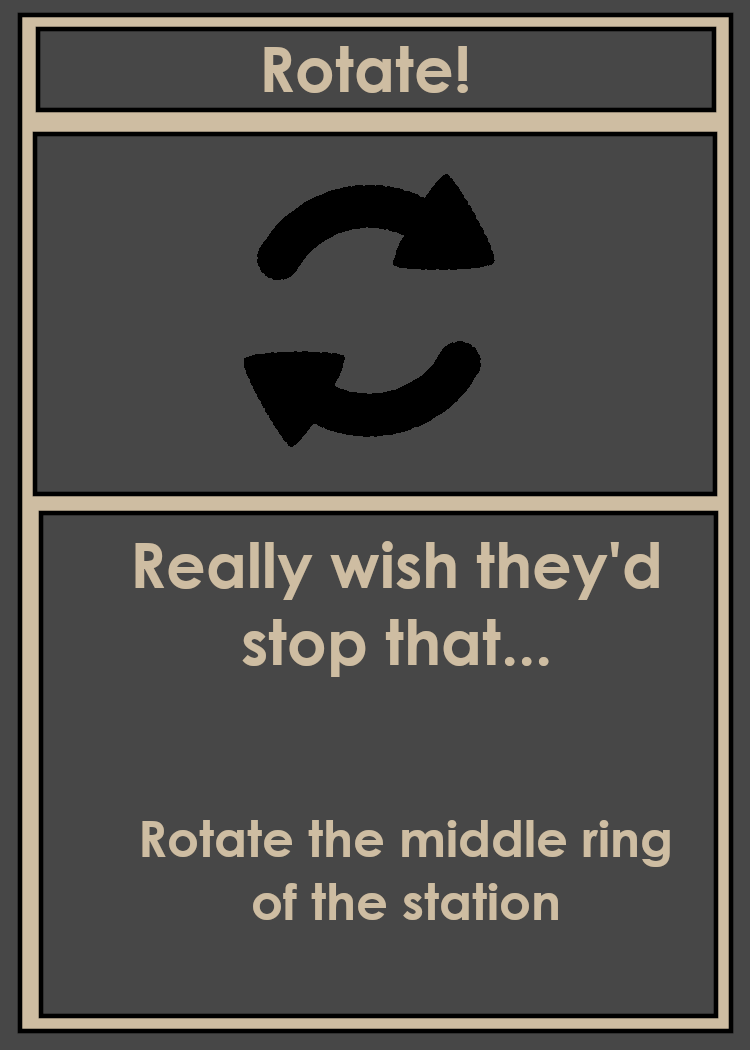 Rotate!
Really wish they'd
stop that...
Rotate the middle ring
of the station